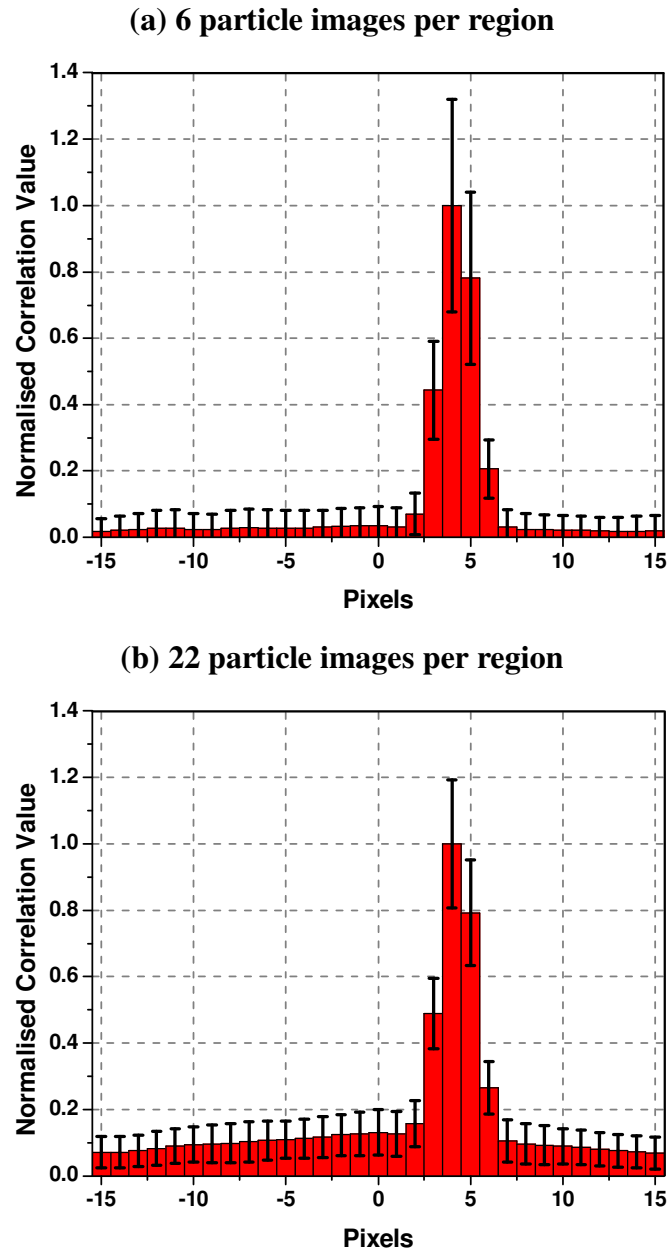 (a) 6 particle images per region
1.4
1.2
1.0
0.8
0.6
0.4
0.2
0.0
Normalised Correlation Value
-15 -10 -5 0 5 10 15
Pixels
(b) 22 particle images per region
1.4
1.2
1.0
0.8
0.6
0.4
0.2
0.0
Normalised Correlation Value
-15 -10 -5 0 5 10 15
Pixels